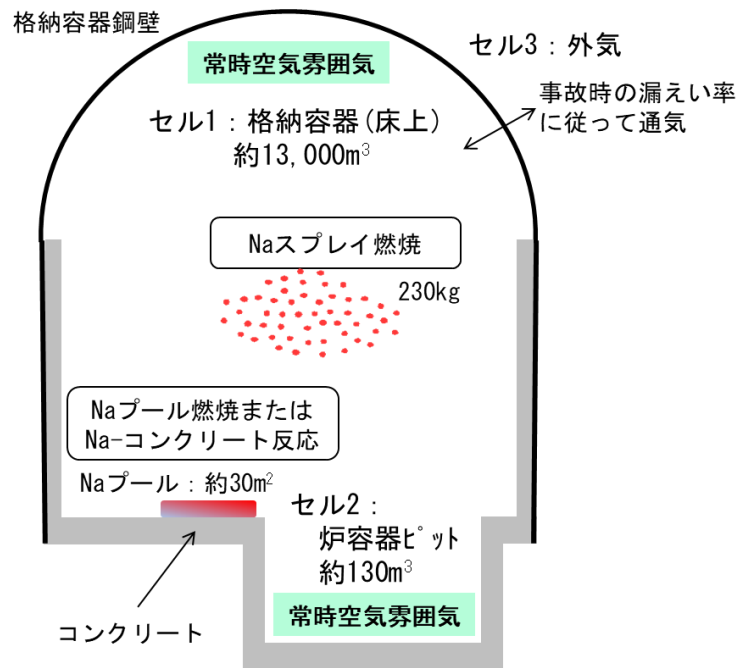 格納容器鋼壁
常時空気雰囲気
セル3：外気
セル1：格納容器(床上)
約13,000m³
事故時の漏えい率
に従って通気
Naスプレイ燃焼
230kg
Naプール燃焼または
Na-コンクリート反応
Naプール：約30m²
セル2：
炉容器ﾋﾟｯﾄ
約130m³
常時空気雰囲気
コンクリート